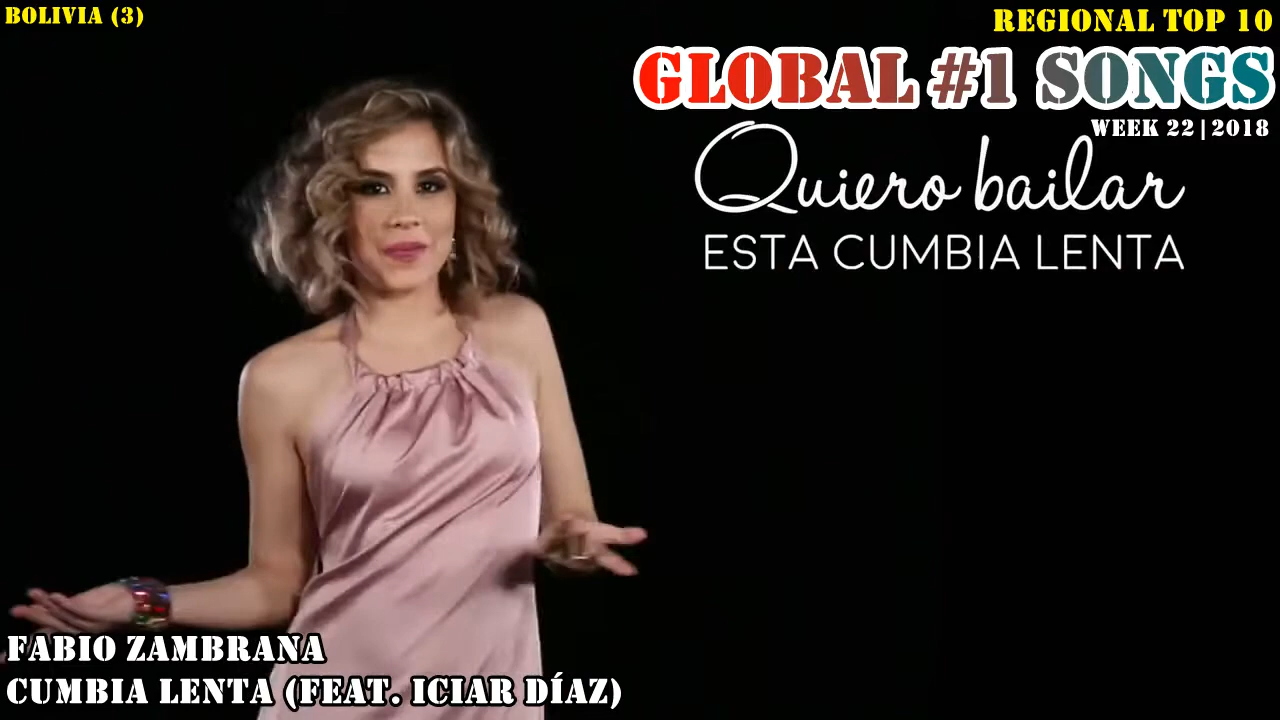 BOLIVIA (3)
REGIONAL TOP 10
GLOBAL #1 SONGS
WEEK 22|2018
Quiero bailar
ESTA CUMBIA LENTA
FABIO ZAMBRANA
CUMBIA LENTA (FEAT. ICIAR DÍAZ)